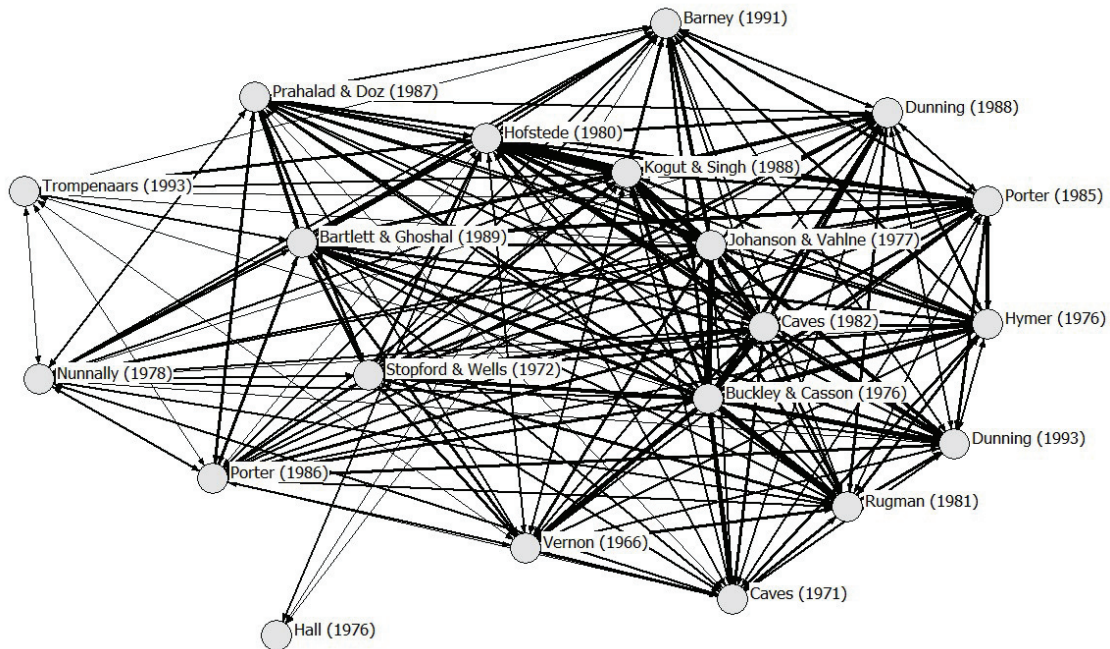 Barney (1991)
Prahalad & Doz (1987)
Dunning (1988)
Hofstede (1980)
Kogut & Singh (1988)
Trompenaars (1993)
Porter (1985)
Bartlett & Ghoshal (1989)
Johanson & Vahlne (1977)
Caves (1982)
Hymer (1976)
Nunnally (1978)
Stopford & Wells (1972)
Buckley & Casson (1976)
Dunning (1993)
Porter (1986)
Rugman (1981)
Vernon (1966)
Caves (1971)
Hall (1976)